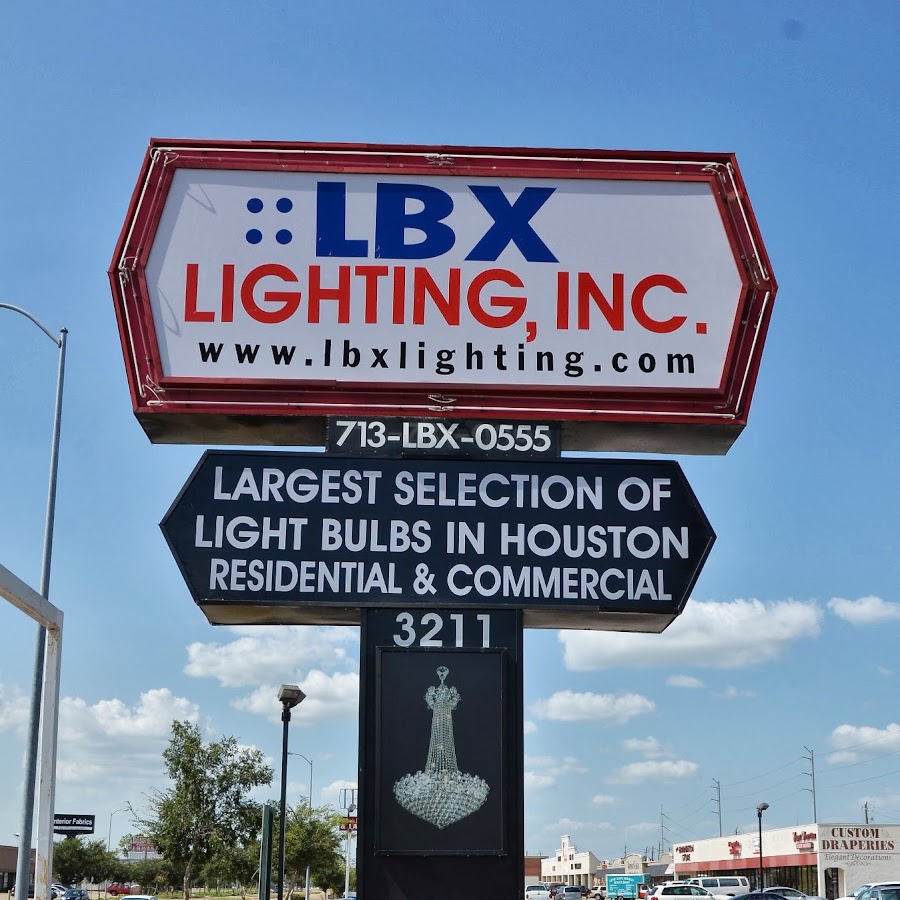 LBX
LIGHTING, INC.
www.lbxlighting.com
713-LBX-0555
LARGEST SELECTION OF
LIGHT BULBS IN HOUSTON
RESIDENTIAL & COMMERCIAL
3211
Interior Fabrics
CUSTOM
DRAPERIES
Elegant Decorations